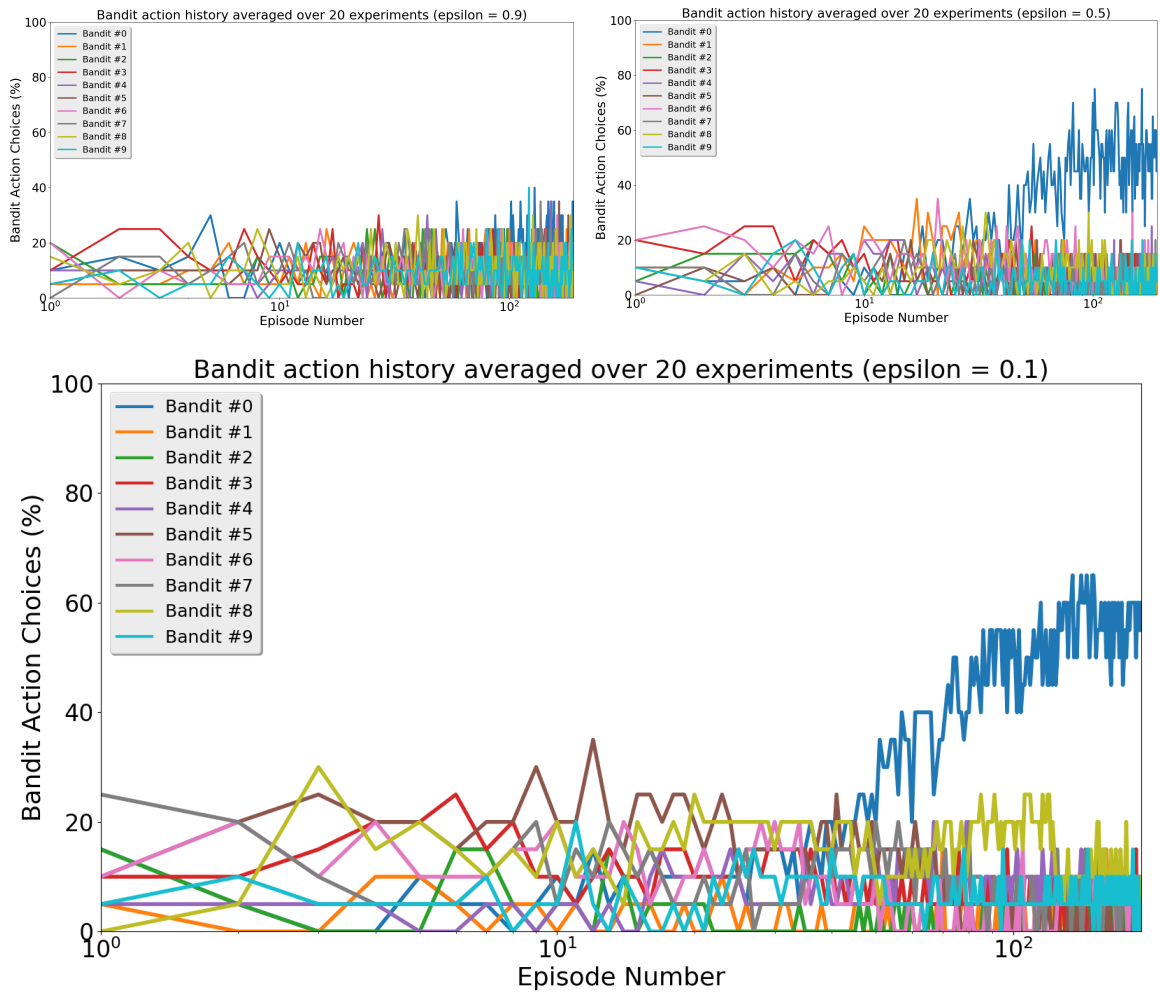 Bandit action history averaged over 20 experiments (epsilon = 0.9)
Bandit Action Choices (%)
100
80
60
40
20
0
Bandit #0
Bandit #1
Bandit #2
Bandit #3
Bandit #4
Bandit #5
Bandit #6
Bandit #7
Bandit #8
Bandit #9
10⁰
10¹
10²
Episode Number
Bandit action history averaged over 20 experiments (epsilon = 0.5)
Bandit Action Choices (%)
100
80
60
40
20
0
Bandit #0
Bandit #1
Bandit #2
Bandit #3
Bandit #4
Bandit #5
Bandit #6
Bandit #7
Bandit #8
Bandit #9
10⁰
10¹
10²
Episode Number
Bandit action history averaged over 20 experiments (epsilon = 0.1)
Bandit Action Choices (%)
100
80
60
40
20
0
Bandit #0
Bandit #1
Bandit #2
Bandit #3
Bandit #4
Bandit #5
Bandit #6
Bandit #7
Bandit #8
Bandit #9
10⁰
10¹
10²
Episode Number